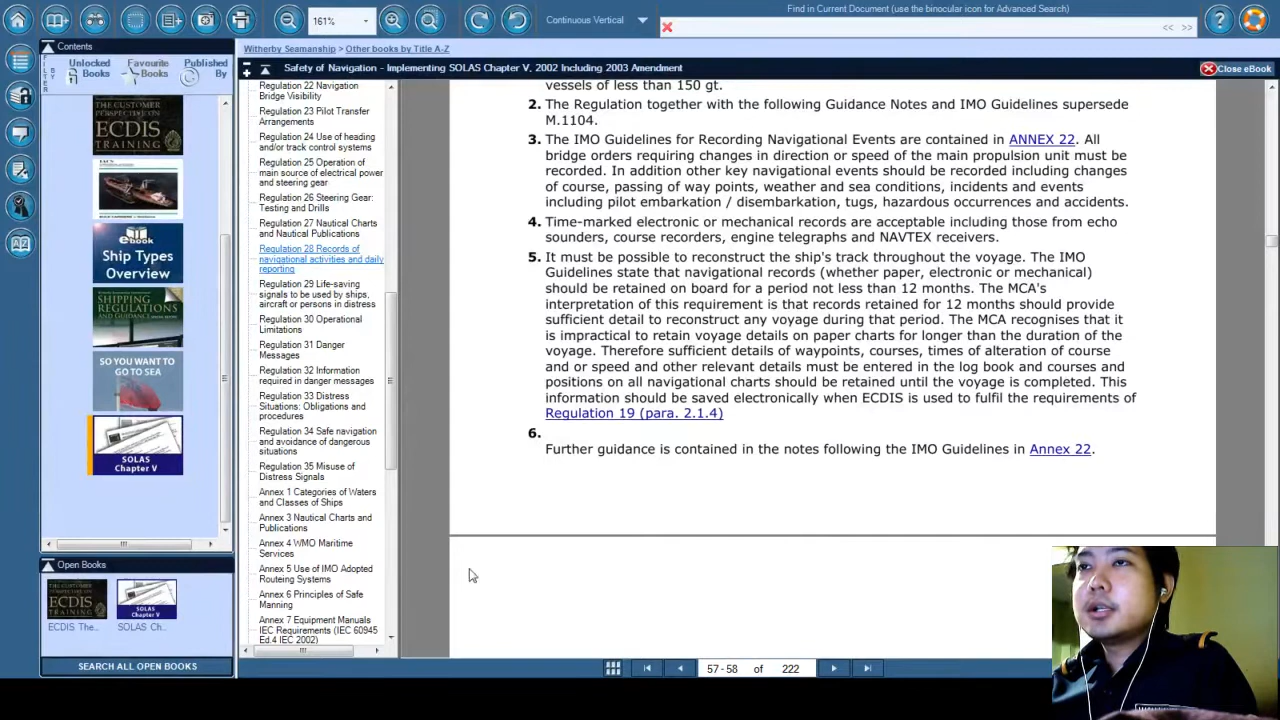 161%
Continuous Vertical
Find in Current Document (use the binocular icon for Advanced Search)
<< >>
Contents
FILTER BY
Unlocked Books
Favourite Books
Published By
THE CUSTOMER
PERSPECTIVE ON
ECDIS
TRAINING
eBook
Ship Types
Overview
SHIPPING
REGULATIONS
AND GUIDANCE
SO YOU WANT TO
GO TO SEA
SOLAS
Chapter V
Open Books
ECDIS
TRAINING
ECDIS The...
SOLAS
Chapter V
SOLAS Ch...
SEARCH ALL OPEN BOOKS
Witherby Seamanship > Other books by Title A-Z
Safety of Navigation - Implementing SOLAS Chapter V, 2002 Including 2003 Amendment
Close eBook
Regulation 22 Navigation
Bridge Visibility
Regulation 23 Pilot Transfer
Arrangements
Regulation 24 Use of heading
and/or track control systems
Regulation 25 Operation of
main source of electrical power
and steering gear
Regulation 26 Steering Gear:
Testing and Drills
Regulation 27 Nautical Charts
and Nautical Publications
Regulation 28 Records of
navigational activities and daily
reporting
Regulation 29 Life-saving
signals to be used by ships,
aircraft or persons in distress
Regulation 30 Operational
Limitations
Regulation 31 Danger
Messages
Regulation 32 Information
required in danger messages
Regulation 33 Distress
Situations: Obligations and
procedures
Regulation 34 Safe navigation
and avoidance of dangerous
situations
Regulation 35 Misuse of
Distress Signals
Annex 1 Categories of Waters
and Classes of Ships
Annex 3 Nautical Charts and
Publications
Annex 4 WMO Maritime
Services
Annex 5 Use of IMO Adopted
Routeing Systems
Annex 6 Principles of Safe
Manning
Annex 7 Equipment Manuals
IEC Requirements (IEC 60945
Ed.4 IEC 2002)
vessels of less than 150 gt.
2. The Regulation together with the following Guidance Notes and IMO Guidelines supersede
M.1104.
3. The IMO Guidelines for Recording Navigational Events are contained in ANNEX 22. All
bridge orders requiring changes in direction or speed of the main propulsion unit must be
recorded. In addition other key navigational events should be recorded including changes
of course, passing of way points, weather and sea conditions, incidents and events
including pilot embarkation / disembarkation, tugs, hazardous occurrences and accidents.
4. Time-marked electronic or mechanical records are acceptable including those from echo
sounders, course recorders, engine telegraphs and NAVTEX receivers.
5. It must be possible to reconstruct the ship's track throughout the voyage. The IMO
Guidelines state that navigational records (whether paper, electronic or mechanical)
should be retained on board for a period not less than 12 months. The MCA's
interpretation of this requirement is that records retained for 12 months should provide
sufficient detail to reconstruct any voyage during that period. The MCA recognises that it
is impractical to retain voyage details on paper charts for longer than the duration of the
voyage. Therefore sufficient details of waypoints, courses, times of alteration of course
and or speed and other relevant details must be entered in the log book and courses and
positions on all navigational charts should be retained until the voyage is completed. This
information should be saved electronically when ECDIS is used to fulfil the requirements of
Regulation 19 (para. 2.1.4)
6.
Further guidance is contained in the notes following the IMO Guidelines in Annex 22.
57-58 of 222